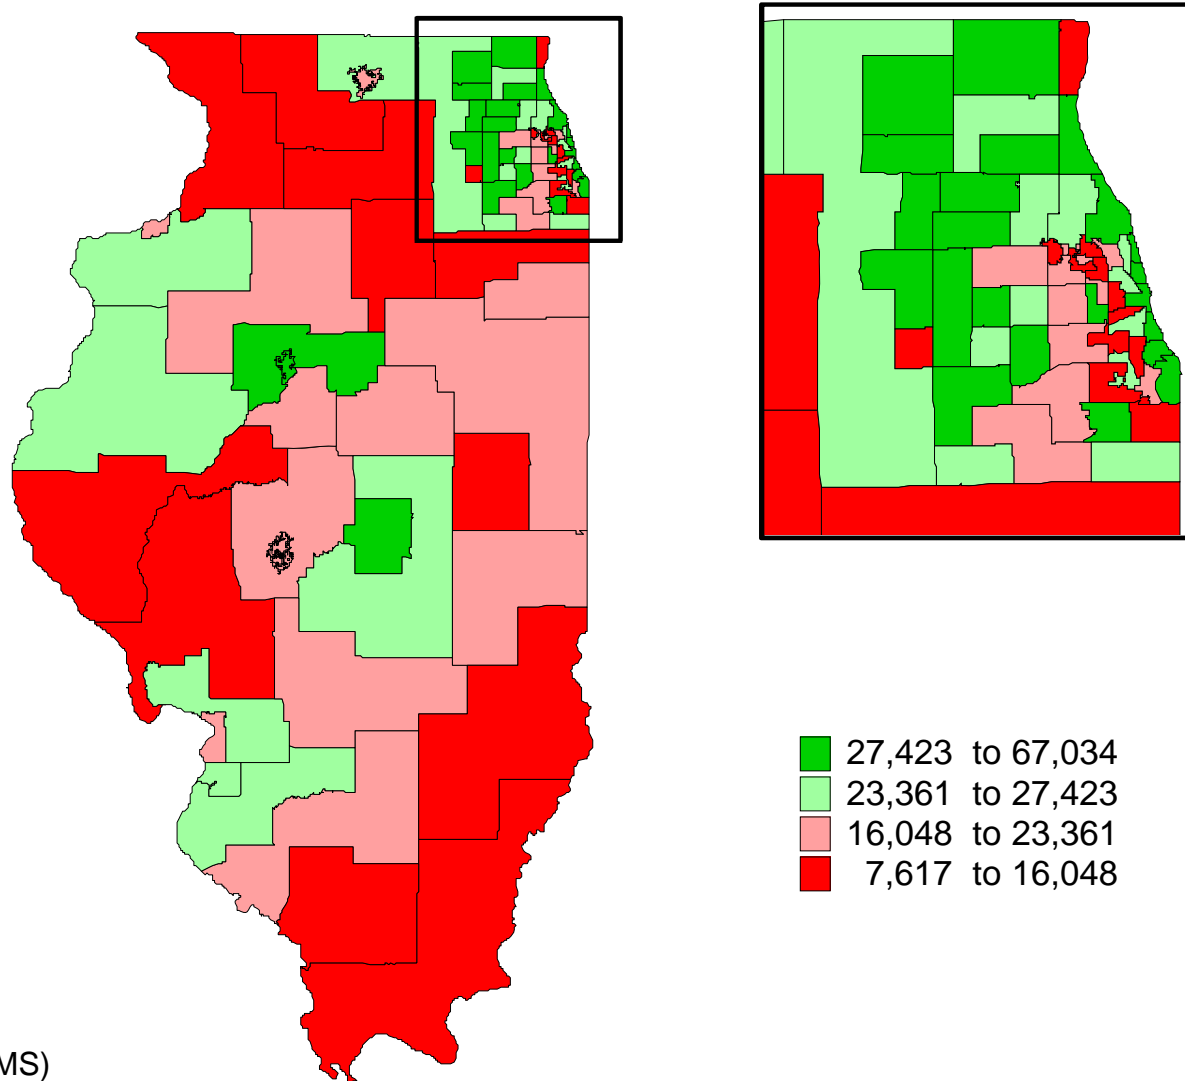 27,423 to 67,034
23,361 to 27,423
16,048 to 23,361
7,617 to 16,048
MS)